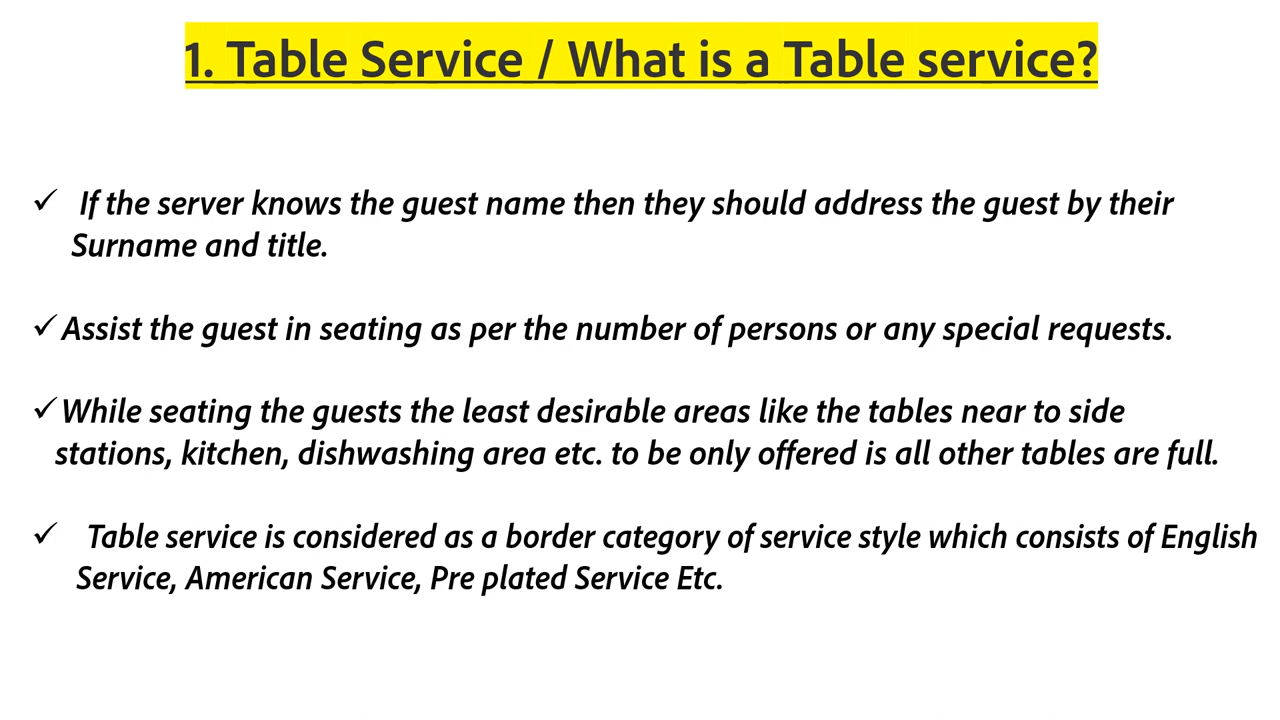 1. Table Service / What is a Table service?
✓ If the server knows the guest name then they should address the guest by their
Surname and title.
✓ Assist the guest in seating as per the number of persons or any special requests.
✓ While seating the guests the least desirable areas like the tables near to side
stations, kitchen, dishwashing area etc. to be only offered is all other tables are full.
✓ Table service is considered as a border category of service style which consists of English
Service, American Service, Pre plated Service Etc.